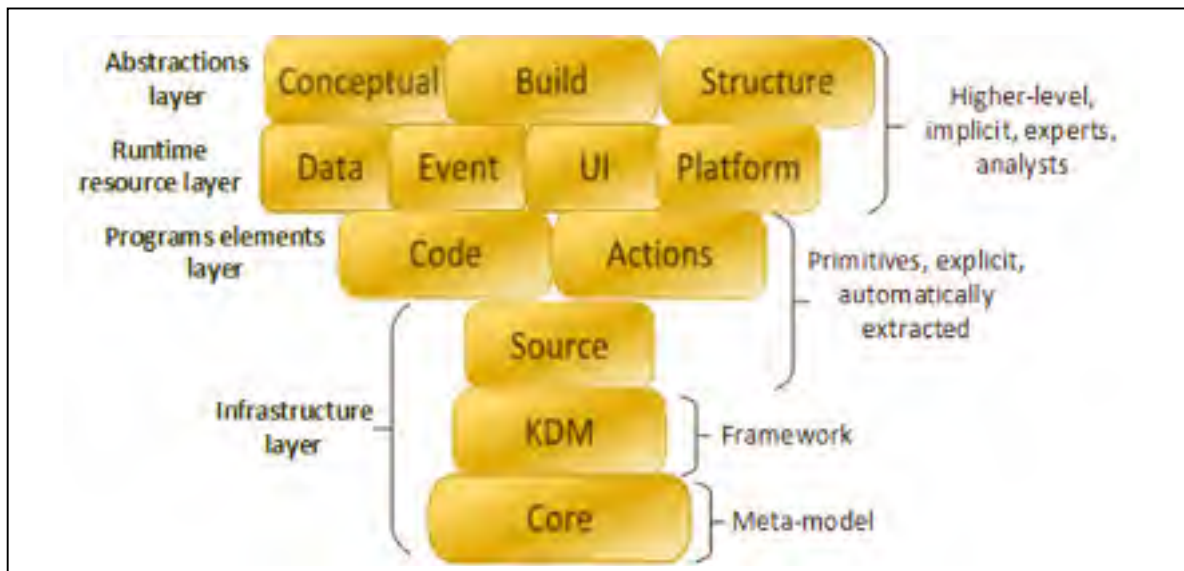 Abstractions
layer
Conceptual
Build
Structure
Higher-level,
implicit, experts,
analysts
Runtime
resource layer
Data
Event
UI
Platform
Programs elements
layer
Code
Actions
Primitives, explicit,
automatically
extracted
Source
Infrastructure
layer
KDM
Framework
Core
Meta-model